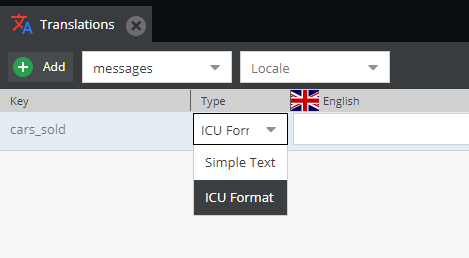 Translations
Add
messages
Locale
Key
Type
English
cars_sold
ICU Forr
Simple Text
ICU Format